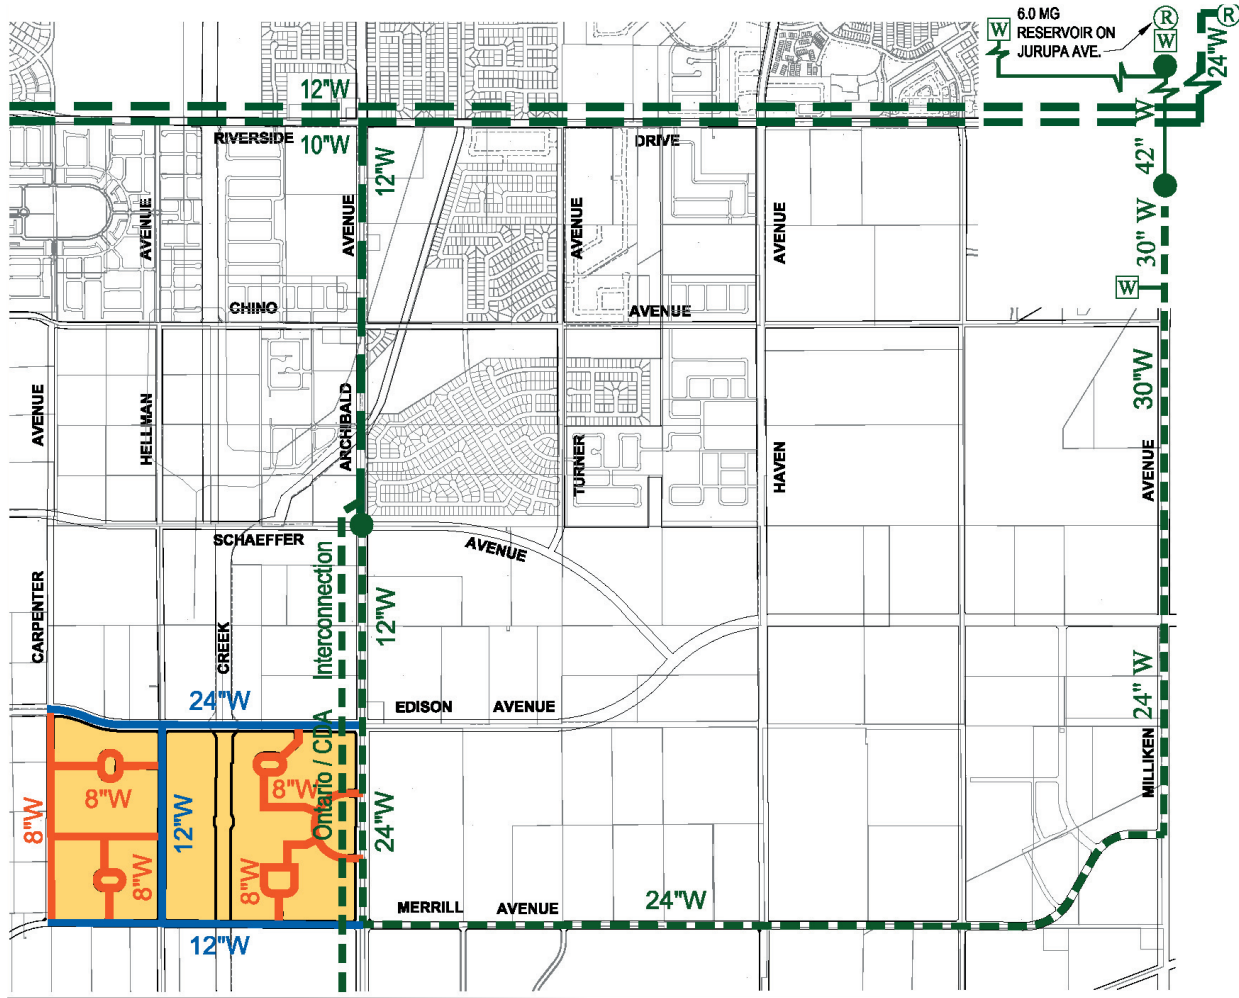 6.0 MG
RESERVOIR ON
JURUPA AVE.
W
R
W
R
24"W
12"W
RIVERSIDE
10"W
DRIVE
12"W
42" W
30" W
W
AVENUE
AVENUE
AVENUE
AVENUE
CHINO
AVENUE
AVENUE
HELLMAN
ARCHIBALD
TURNER
HAVEN
30"W
AVENUE
SCHAEFFER
AVENUE
CARPENTER
CREEK
Ontario / CDA Interconnection
12"W
24" W
MILLIKEN
24"W
EDISON AVENUE
8"W
8"W
8"W
12"W
8"W
8"W
24"W
MERRILL AVENUE
24"W
12"W